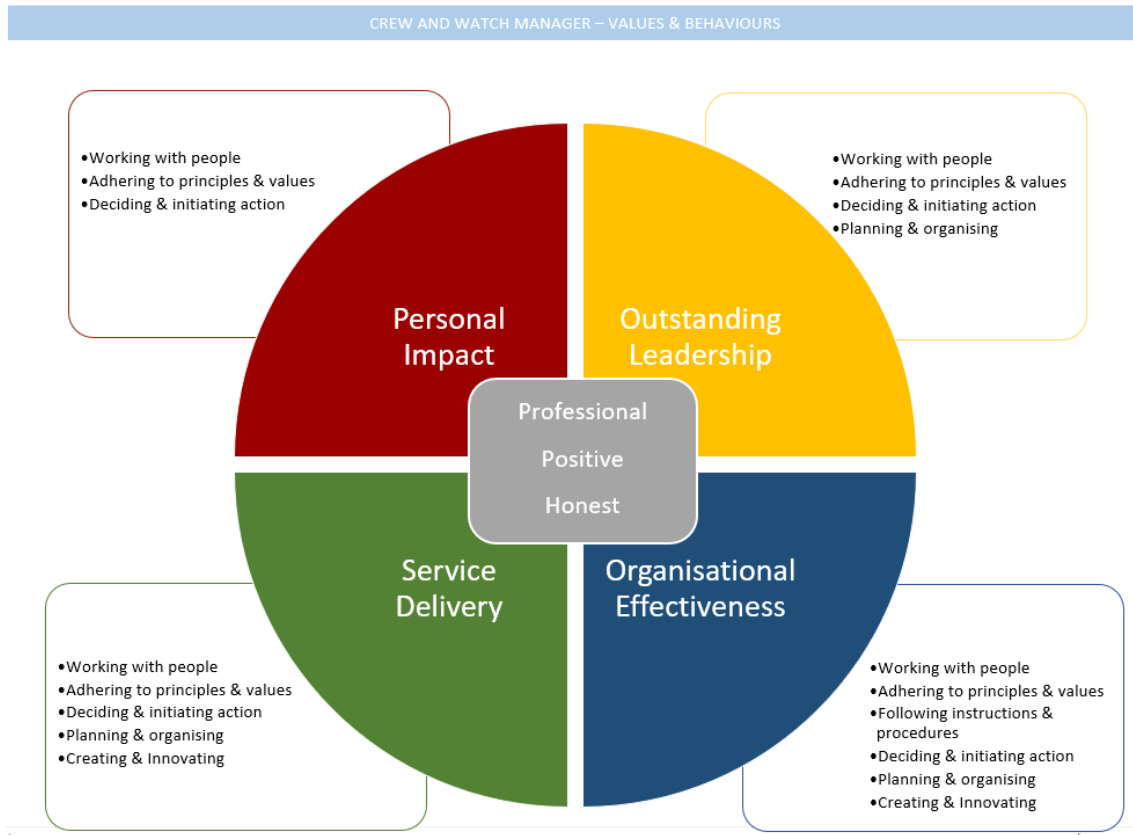 CREW AND WATCH MANAGER – VALUES & BEHAVIOURS
•Working with people
•Adhering to principles & values
•Deciding & initiating action
•Working with people
•Adhering to principles & values
•Deciding & initiating action
•Planning & organising
Personal
Impact
Outstanding
Leadership
Professional
Positive
Honest
Service
Delivery
Organisational
Effectiveness
•Working with people
•Adhering to principles & values
•Deciding & initiating action
•Planning & organising
•Creating & Innovating
•Working with people
•Adhering to principles & values
•Following instructions &
procedures
•Deciding & initiating action
•Planning & organising
•Creating & Innovating